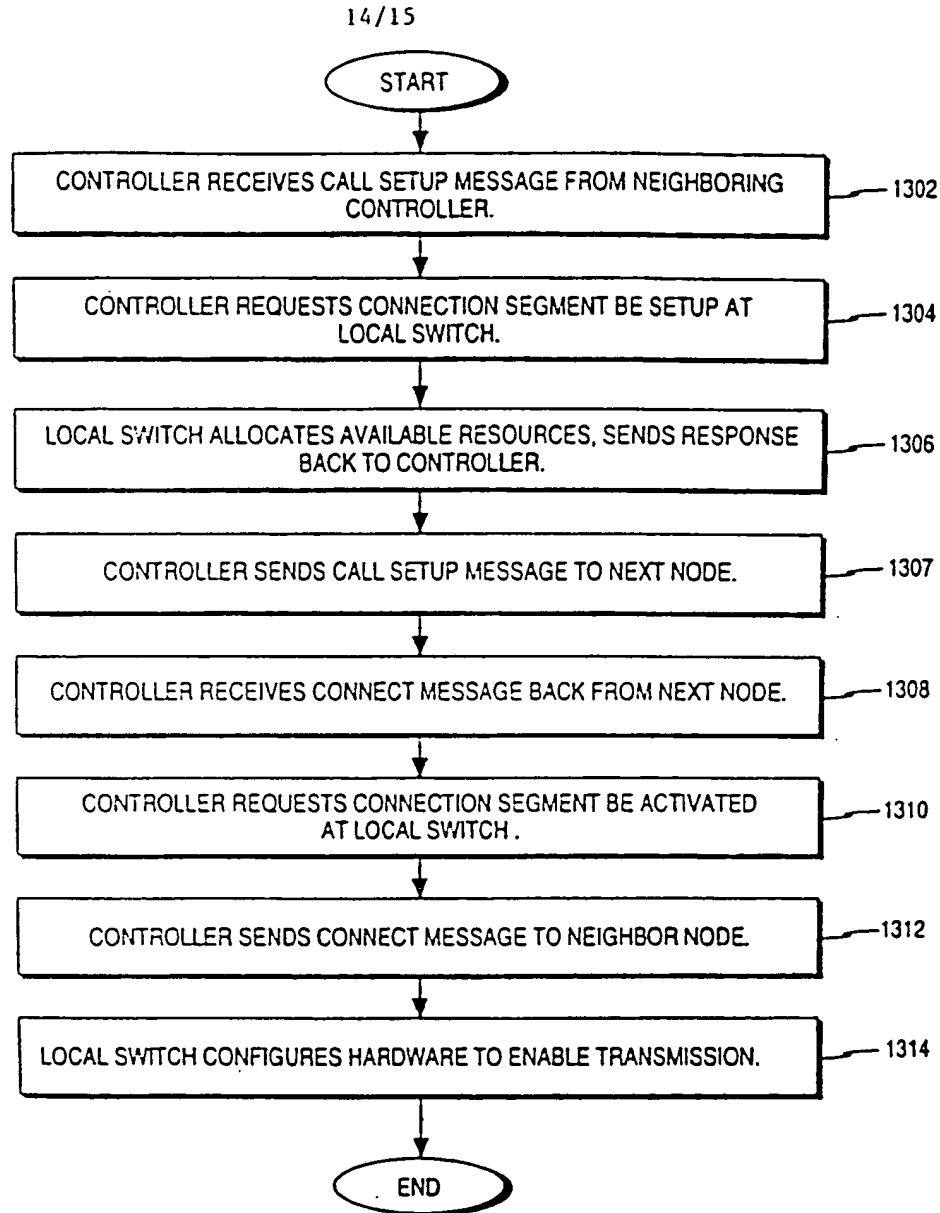 14/15
START
CONTROLLER RECEIVES CALL SETUP MESSAGE FROM NEIGHBORING
CONTROLLER.
1302
CONTROLLER REQUESTS CONNECTION SEGMENT BE SETUP AT
LOCAL SWITCH.
1304
LOCAL SWITCH ALLOCATES AVAILABLE RESOURCES, SENDS RESPONSE
BACK TO CONTROLLER.
1306
CONTROLLER SENDS CALL SETUP MESSAGE TO NEXT NODE.
1307
CONTROLLER RECEIVES CONNECT MESSAGE BACK FROM NEXT NODE.
1308
CONTROLLER REQUESTS CONNECTION SEGMENT BE ACTIVATED
AT LOCAL SWITCH .
1310
CONTROLLER SENDS CONNECT MESSAGE TO NEIGHBOR NODE.
1312
LOCAL SWITCH CONFIGURES HARDWARE TO ENABLE TRANSMISSION.
1314
END